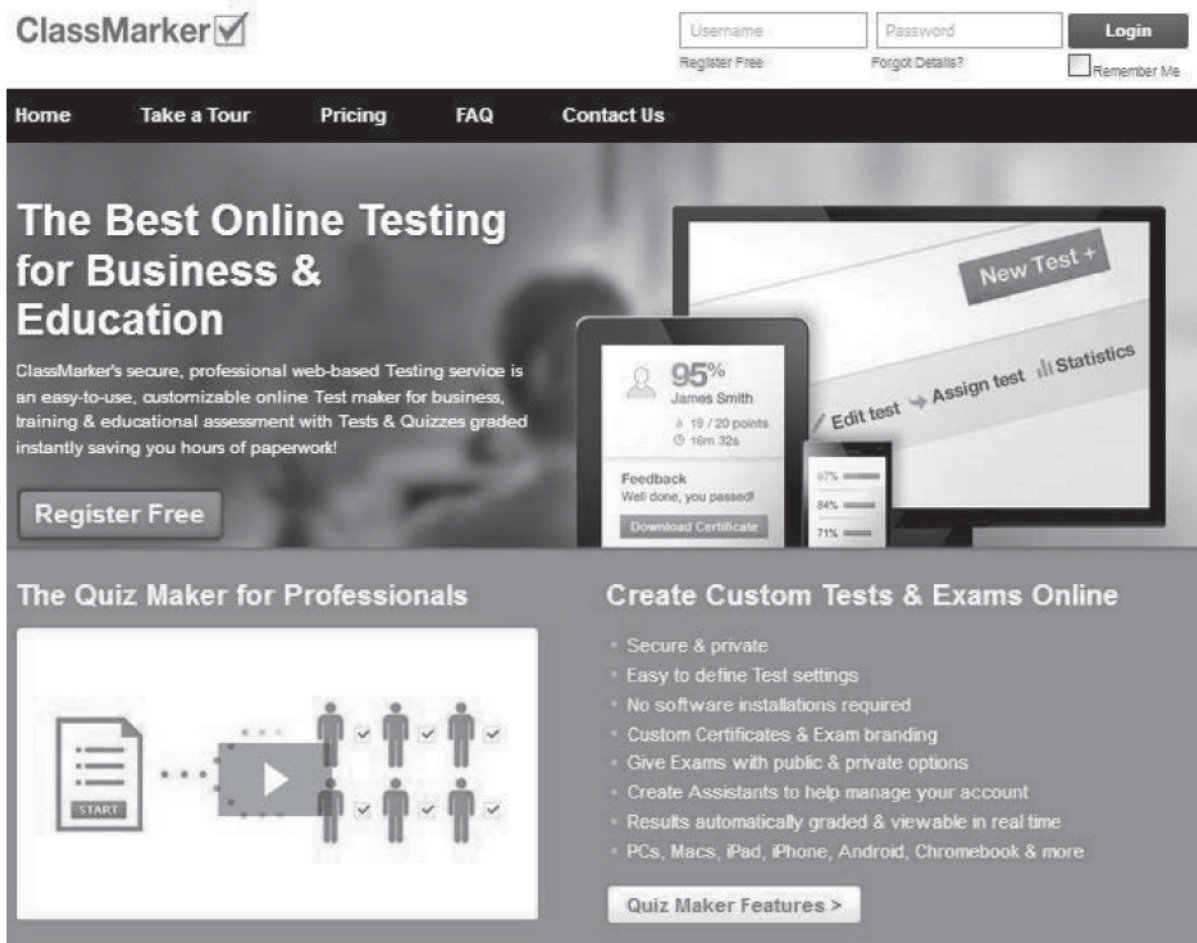 ClassMarker
Username
Password
Login
Register Free
Forgot Details?
Remember Me
Home
Take a Tour
Pricing
FAQ
Contact Us
The Best Online Testing
for Business &
Education
ClassMarker's secure, professional web-based Testing service is
an easy-to-use, customizable online Test maker for business,
training & educational assessment with Tests & Quizzes graded
instantly saving you hours of paperwork!
Register Free
New Test +
Edit test
Assign test
Statistics
95%
James Smith
19 / 20 points
16m 32s
Feedback
Well done, you passed!
Download Certificate
97%
84%
71%
The Quiz Maker for Professionals
START
Create Custom Tests & Exams Online
• Secure & private
• Easy to define Test settings
• No software installations required
• Custom Certificates & Exam branding
• Give Exams with public & private options
• Create Assistants to help manage your account
• Results automatically graded & viewable in real time
• PCs, Macs, iPad, iPhone, Android, Chromebook & more
Quiz Maker Features >